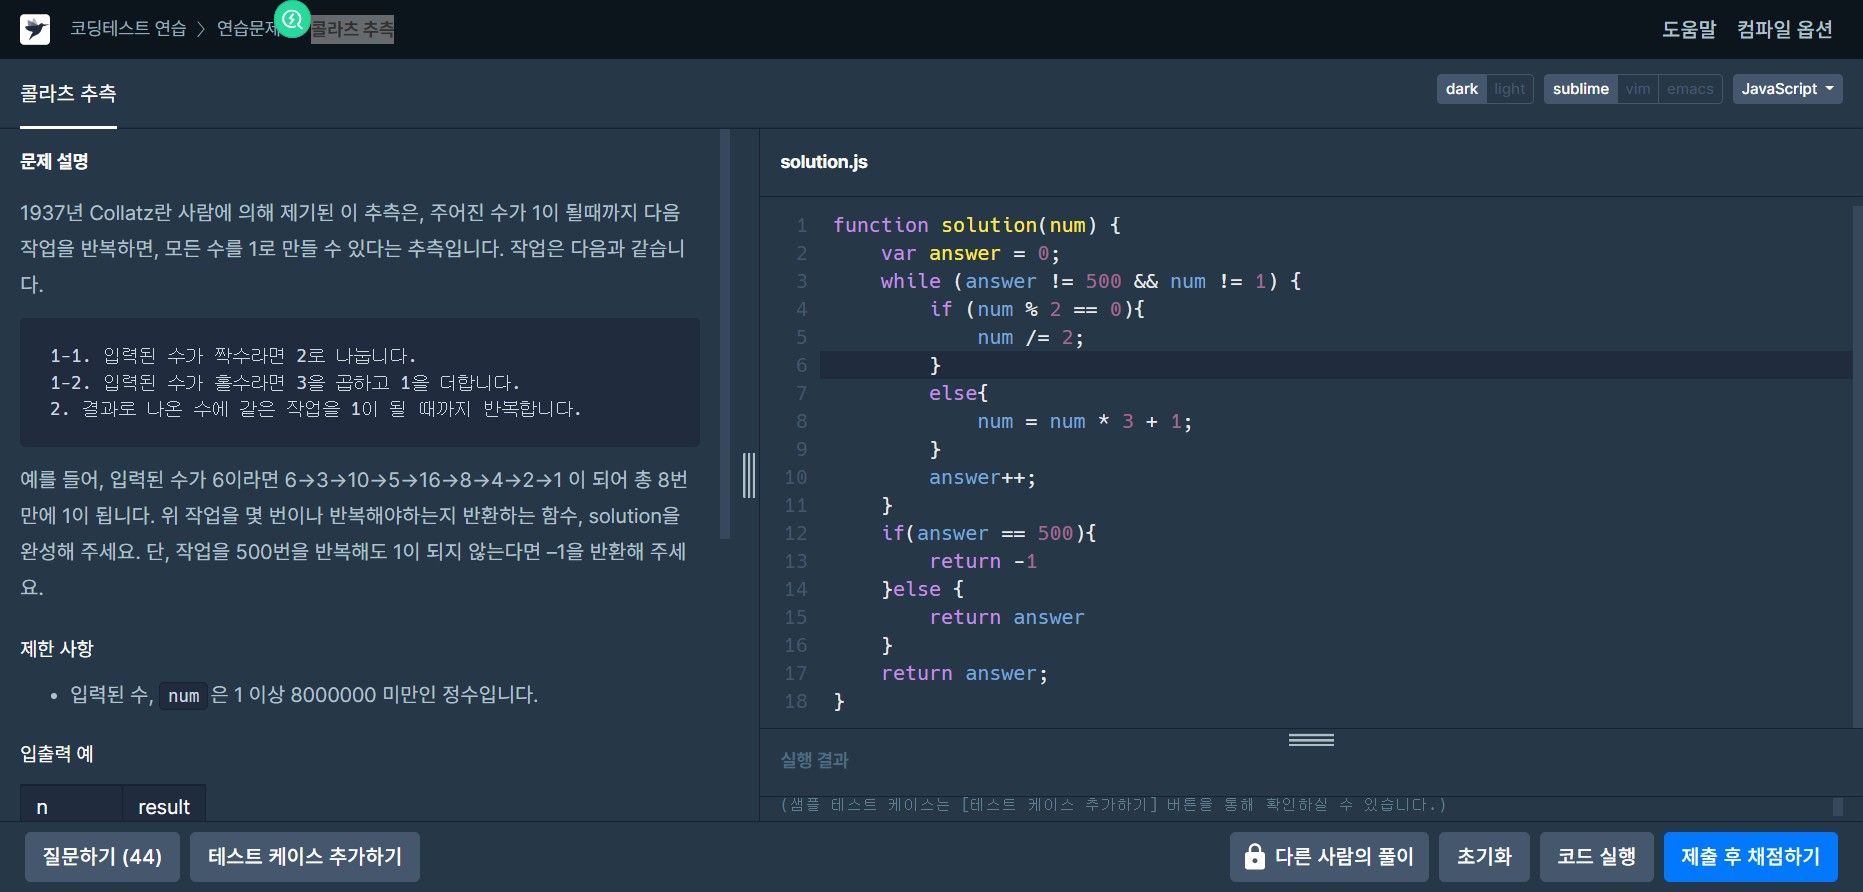 코딩테스트 연습 > 연습문제 콜라츠 추측
도움말 컴파일 옵션
콜라츠 추측
dark light sublime vim emacs JavaScript
문제 설명
1937년 Collatz란 사람에 의해 제기된 이 추측은, 주어진 수가 1이 될때까지 다음
작업을 반복하면, 모든 수를 1로 만들 수 있다는 추측입니다. 작업은 다음과 같습니
다.
1-1. 입력된 수가 짝수라면 2로 나눕니다.
1-2. 입력된 수가 홀수라면 3을 곱하고 1을 더합니다.
2. 결과로 나온 수에 같은 작업을 1이 될 때까지 반복합니다.
예를 들어, 입력된 수가 6이라면 6→3→10→5→16→8→4→2→1 이 되어 총 8번
만에 1이 됩니다. 위 작업을 몇 번이나 반복해야하는지 반환하는 함수, solution을
완성해 주세요. 단, 작업을 500번을 반복해도 1이 되지 않는다면 –1을 반환해 주세
요.
제한 사항
• 입력된 수, num은 1 이상 8000000 미만인 정수입니다.
입출력 예
n result
solution.js
1 function solution(num) {
2     var answer = 0;
3     while (answer != 500 && num != 1) {
4         if (num % 2 == 0){
5             num /= 2;
6         }
7         else{
8             num = num * 3 + 1;
9         }
10         answer++;
11     }
12     if(answer == 500){
13         return -1
14     }else {
15         return answer
16     }
17     return answer;
18 }
실행 결과
(샘플 테스트 케이스는 [테스트 케이스 추가하기] 버튼을 통해 확인하실 수 있습니다.)
질문하기 (44) 테스트 케이스 추가하기 다른 사람의 풀이 초기화 코드 실행 제출 후 채점하기